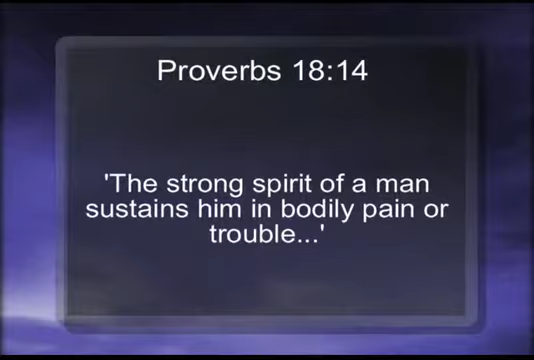 Proverbs 18:14
'The strong spirit of a man
sustains him in bodily pain or
trouble...'